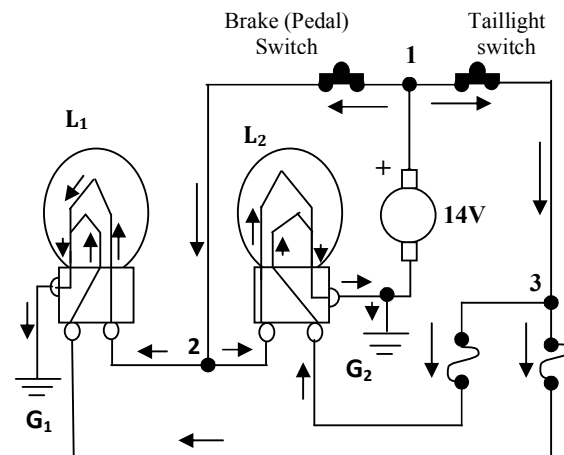 Brake (Pedal)
Switch
Taillight
switch
1
L1
L2
+
14V
3
2
G2
G1